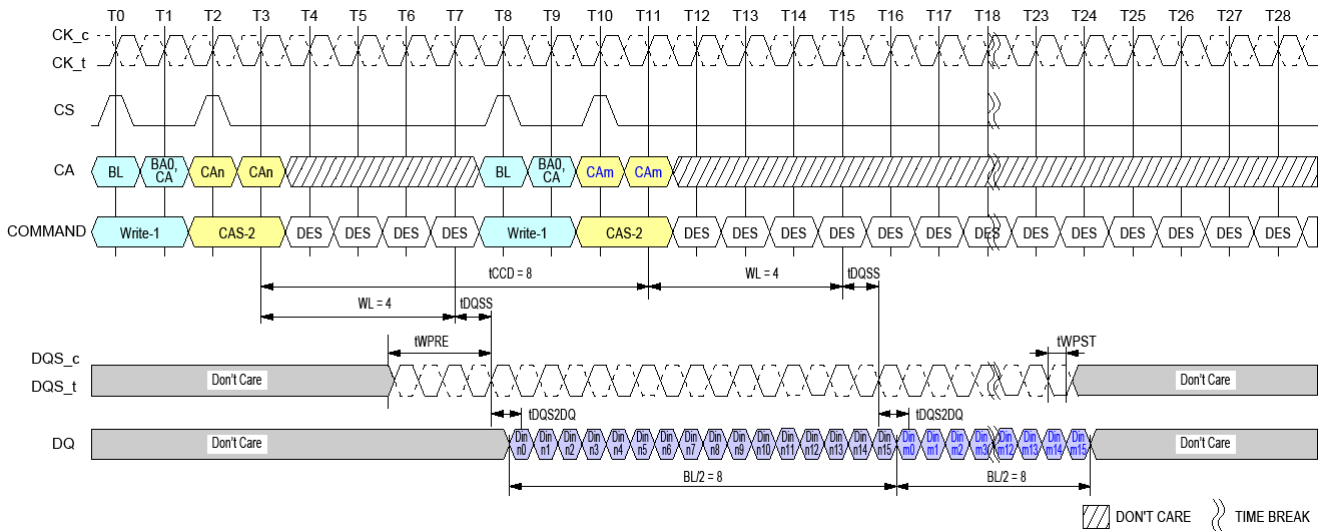 T0 T1 T2 T3 T4 T5 T6 T7 T8 T9 T10 T11 T12 T13 T14 T15 T16 T17 T18 T23 T24 T25 T26 T27 T28
CK_c
CK_t
CS
CA BL BA0, CA CAn CAn BL BA0, CA CAm CAm
COMMAND Write-1 CAS-2 DES DES DES DES Write-1 CAS-2 DES DES DES DES DES DES DES DES DES DES DES DES DES
tCCD = 8 WL = 4 tDQSS
WL = 4 tDQSS
tWPRE tWPST
DQS_c
DQS_t
Don't Care Don't Care
tDQS2DQ tDQS2DQ
DQ Don't Care Din n0 Din n1 Din n2 Din n3 Din n4 Din n5 Din n6 Din n7 Din n8 Din n9 Din n10 Din n11 Din n12 Din n13 Din n14 Din n15 Din m0 Din m1 Din m2 Din m3 Din m12 Din m13 Din m14 Din m15 Don't Care
BL/2 = 8 BL/2 = 8
DON'T CARE TIME BREAK